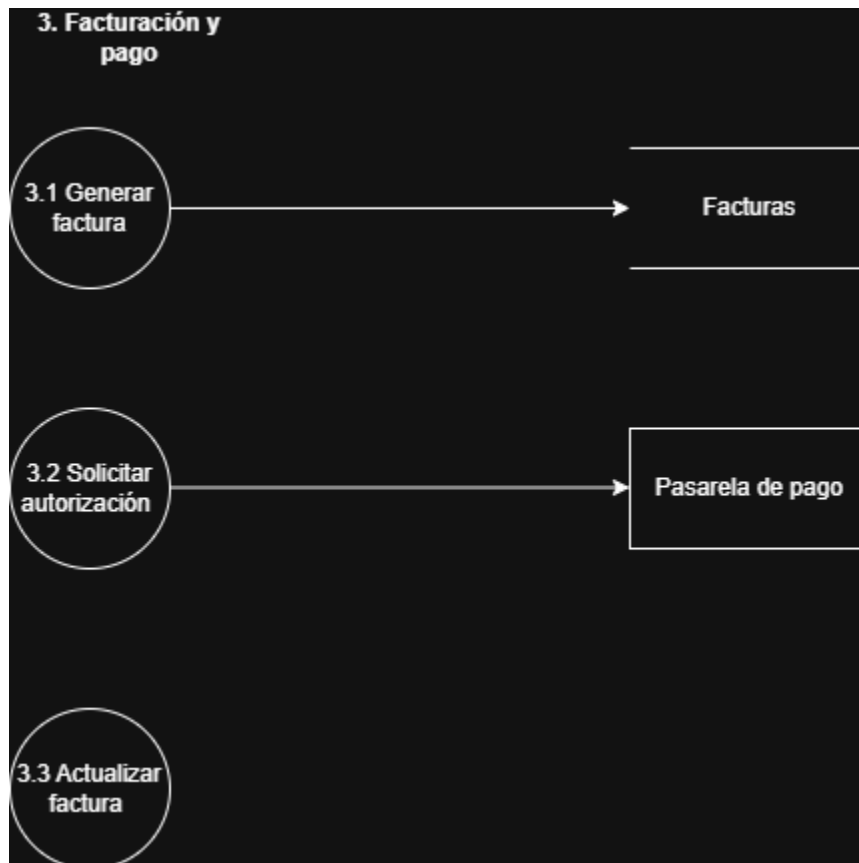 3. Facturación y
pago
3.1 Generar
factura
Facturas
3.2 Solicitar
autorización
Pasarela de pago
3.3 Actualizar
factura